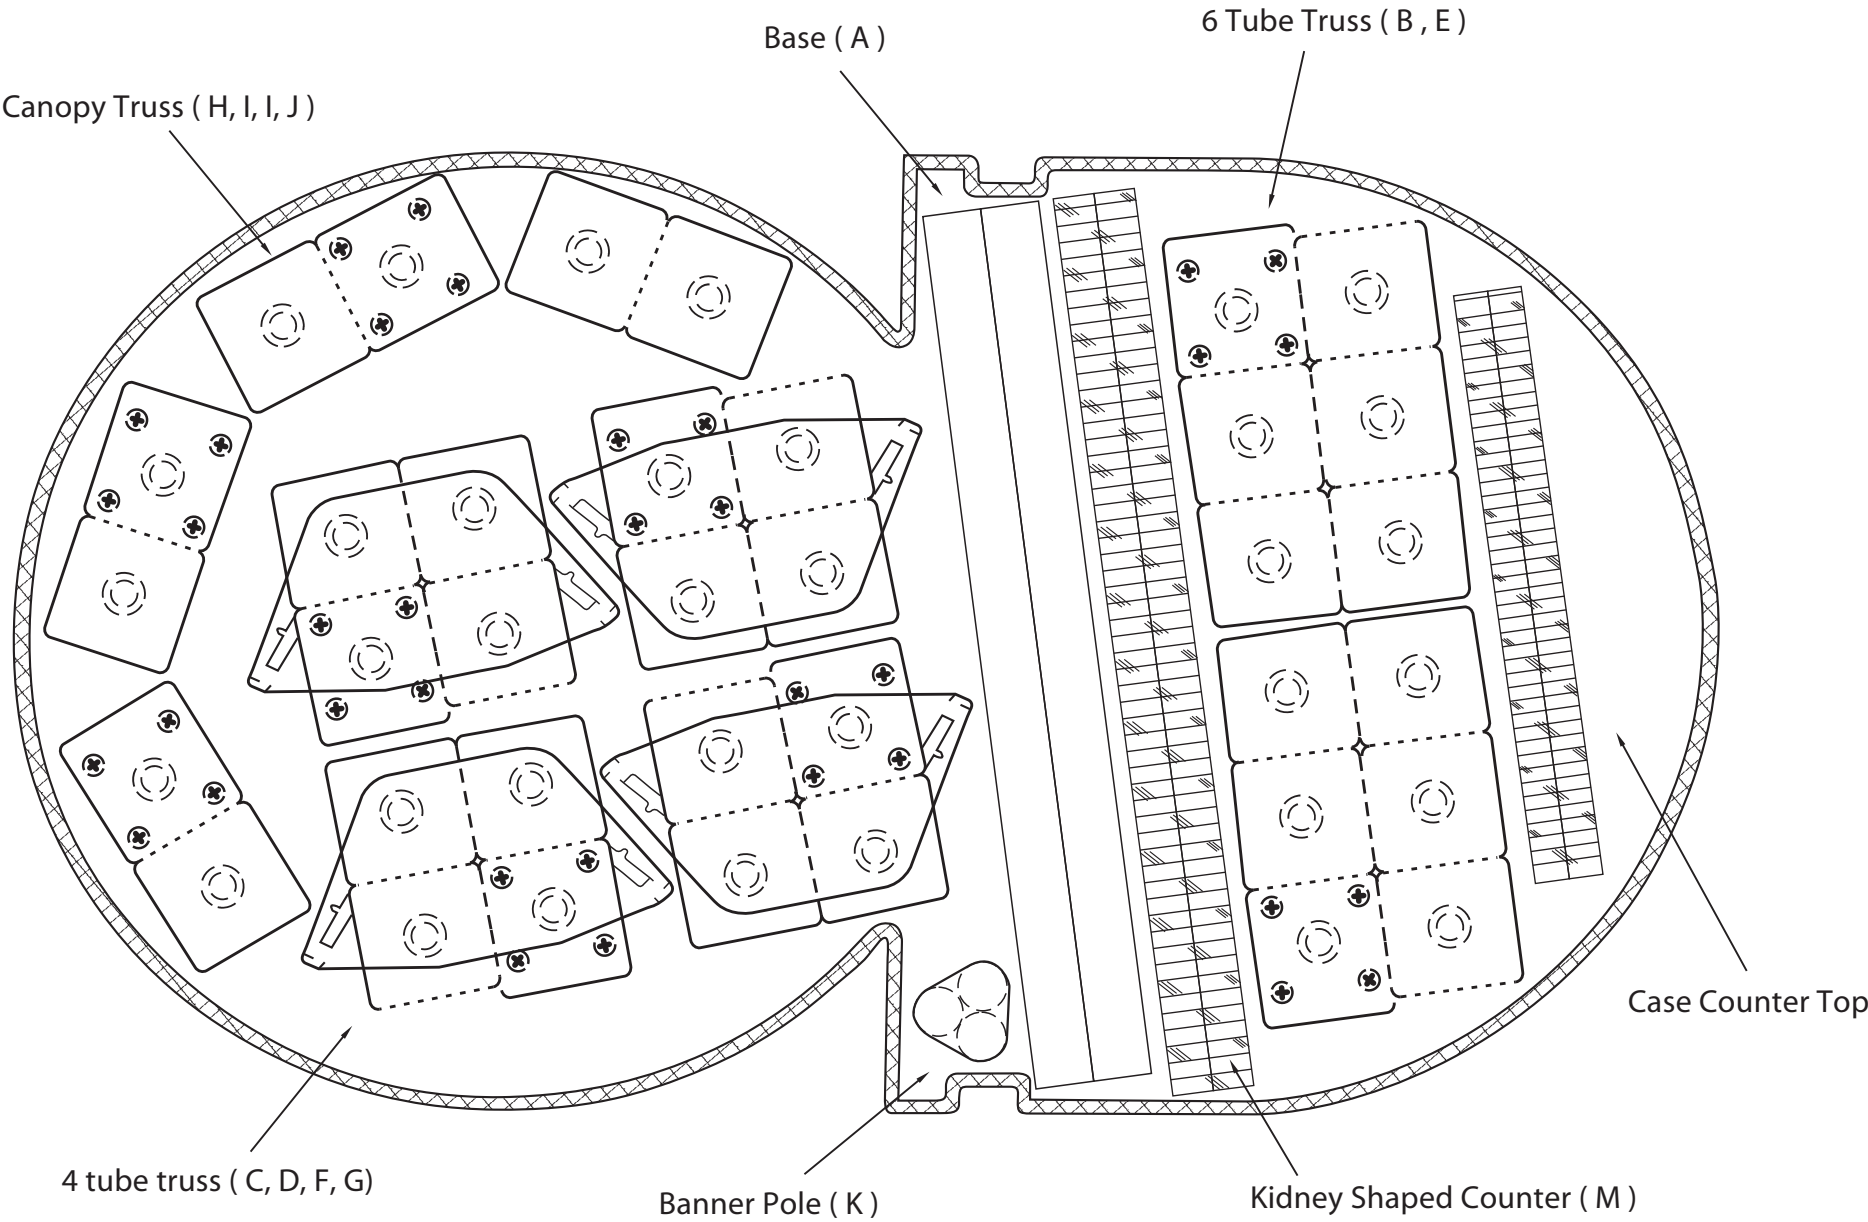 6 Tube Truss ( B , E )
Base ( A )
Canopy Truss ( H, I, I, J )
Case Counter Top
4 tube truss ( C, D, F, G)
Banner Pole ( K )
Kidney Shaped Counter ( M )